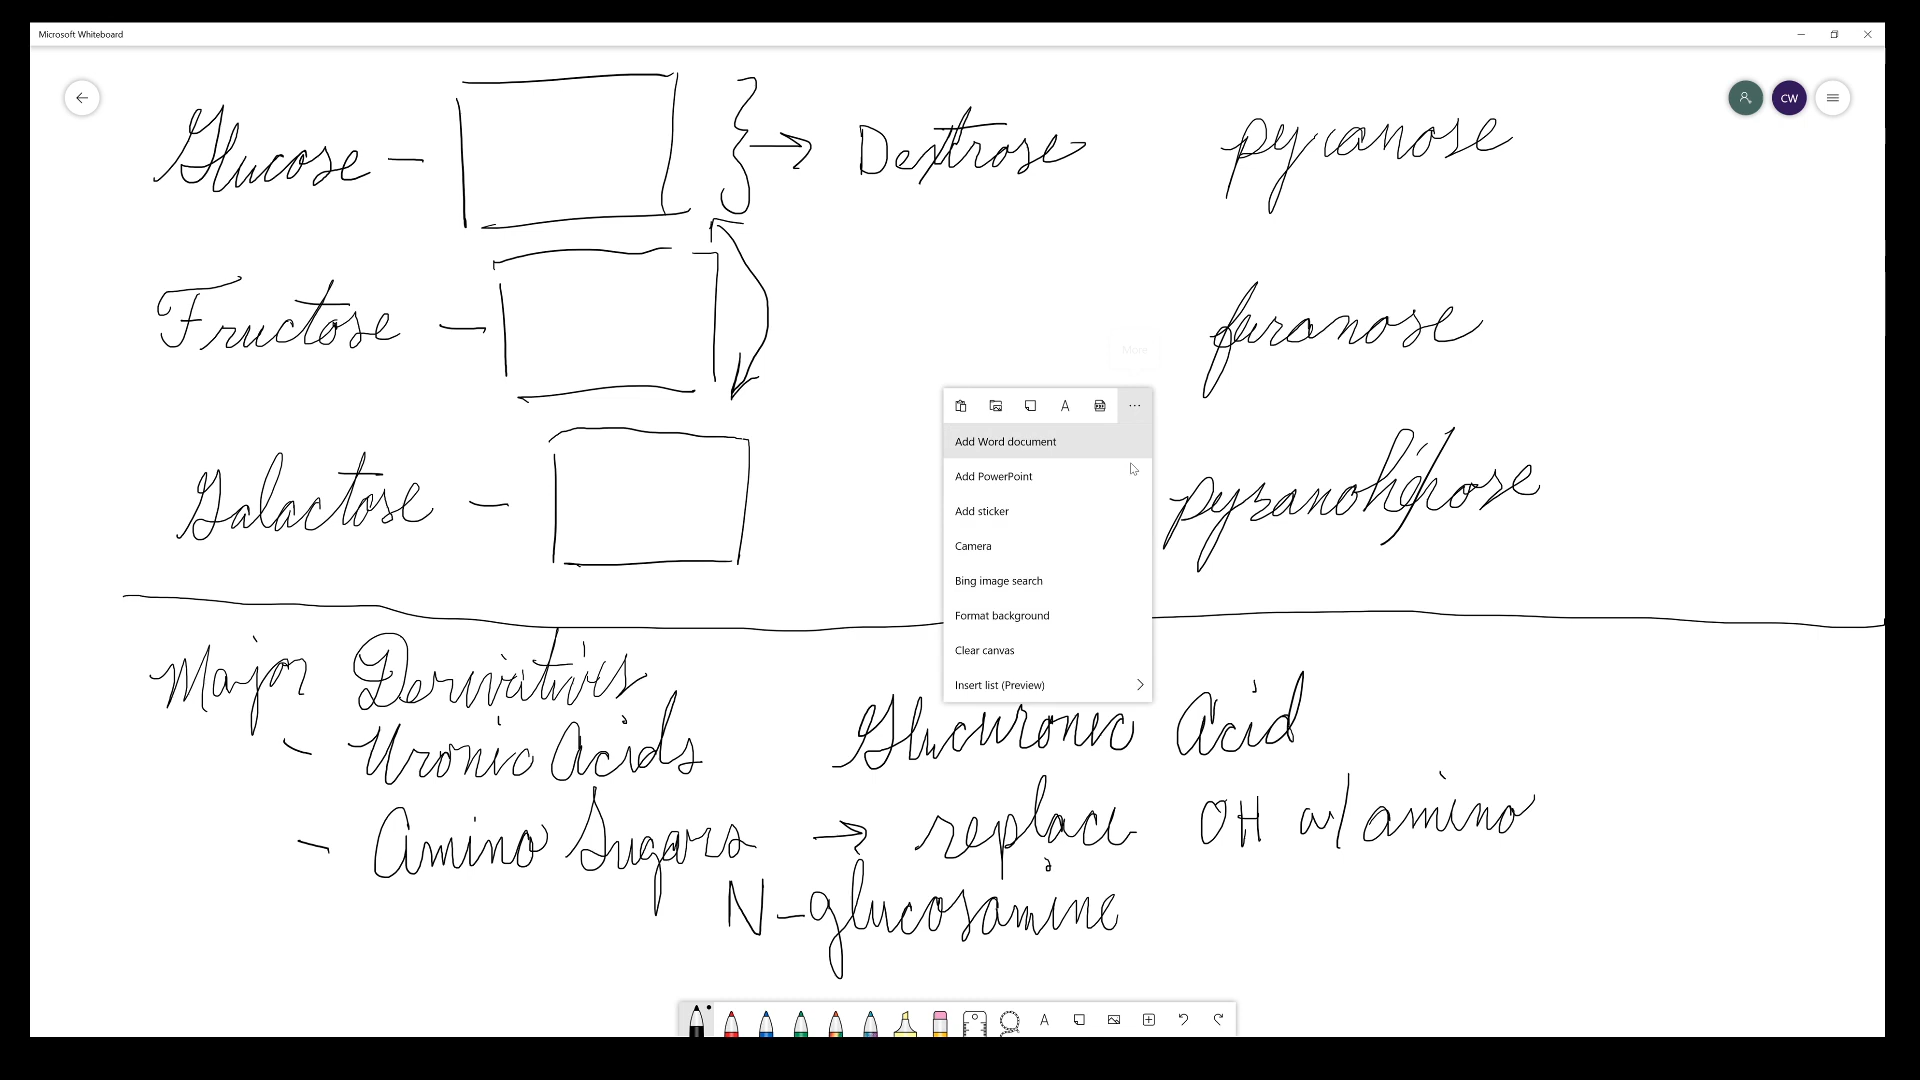 Microsoft Whiteboard
CW
Glucose - } → Dextrose pyranose
Fructose - furanose
More
Add Word document
Add PowerPoint
Galactose -
Add sticker
Camera
Bing image search
Format background
Clear canvas
Insert list (Preview)
Major Derivatives
- Uronic Acids Glucuronic Acid
- Amino Sugars → replace OH w/ amino
N-glucosamine